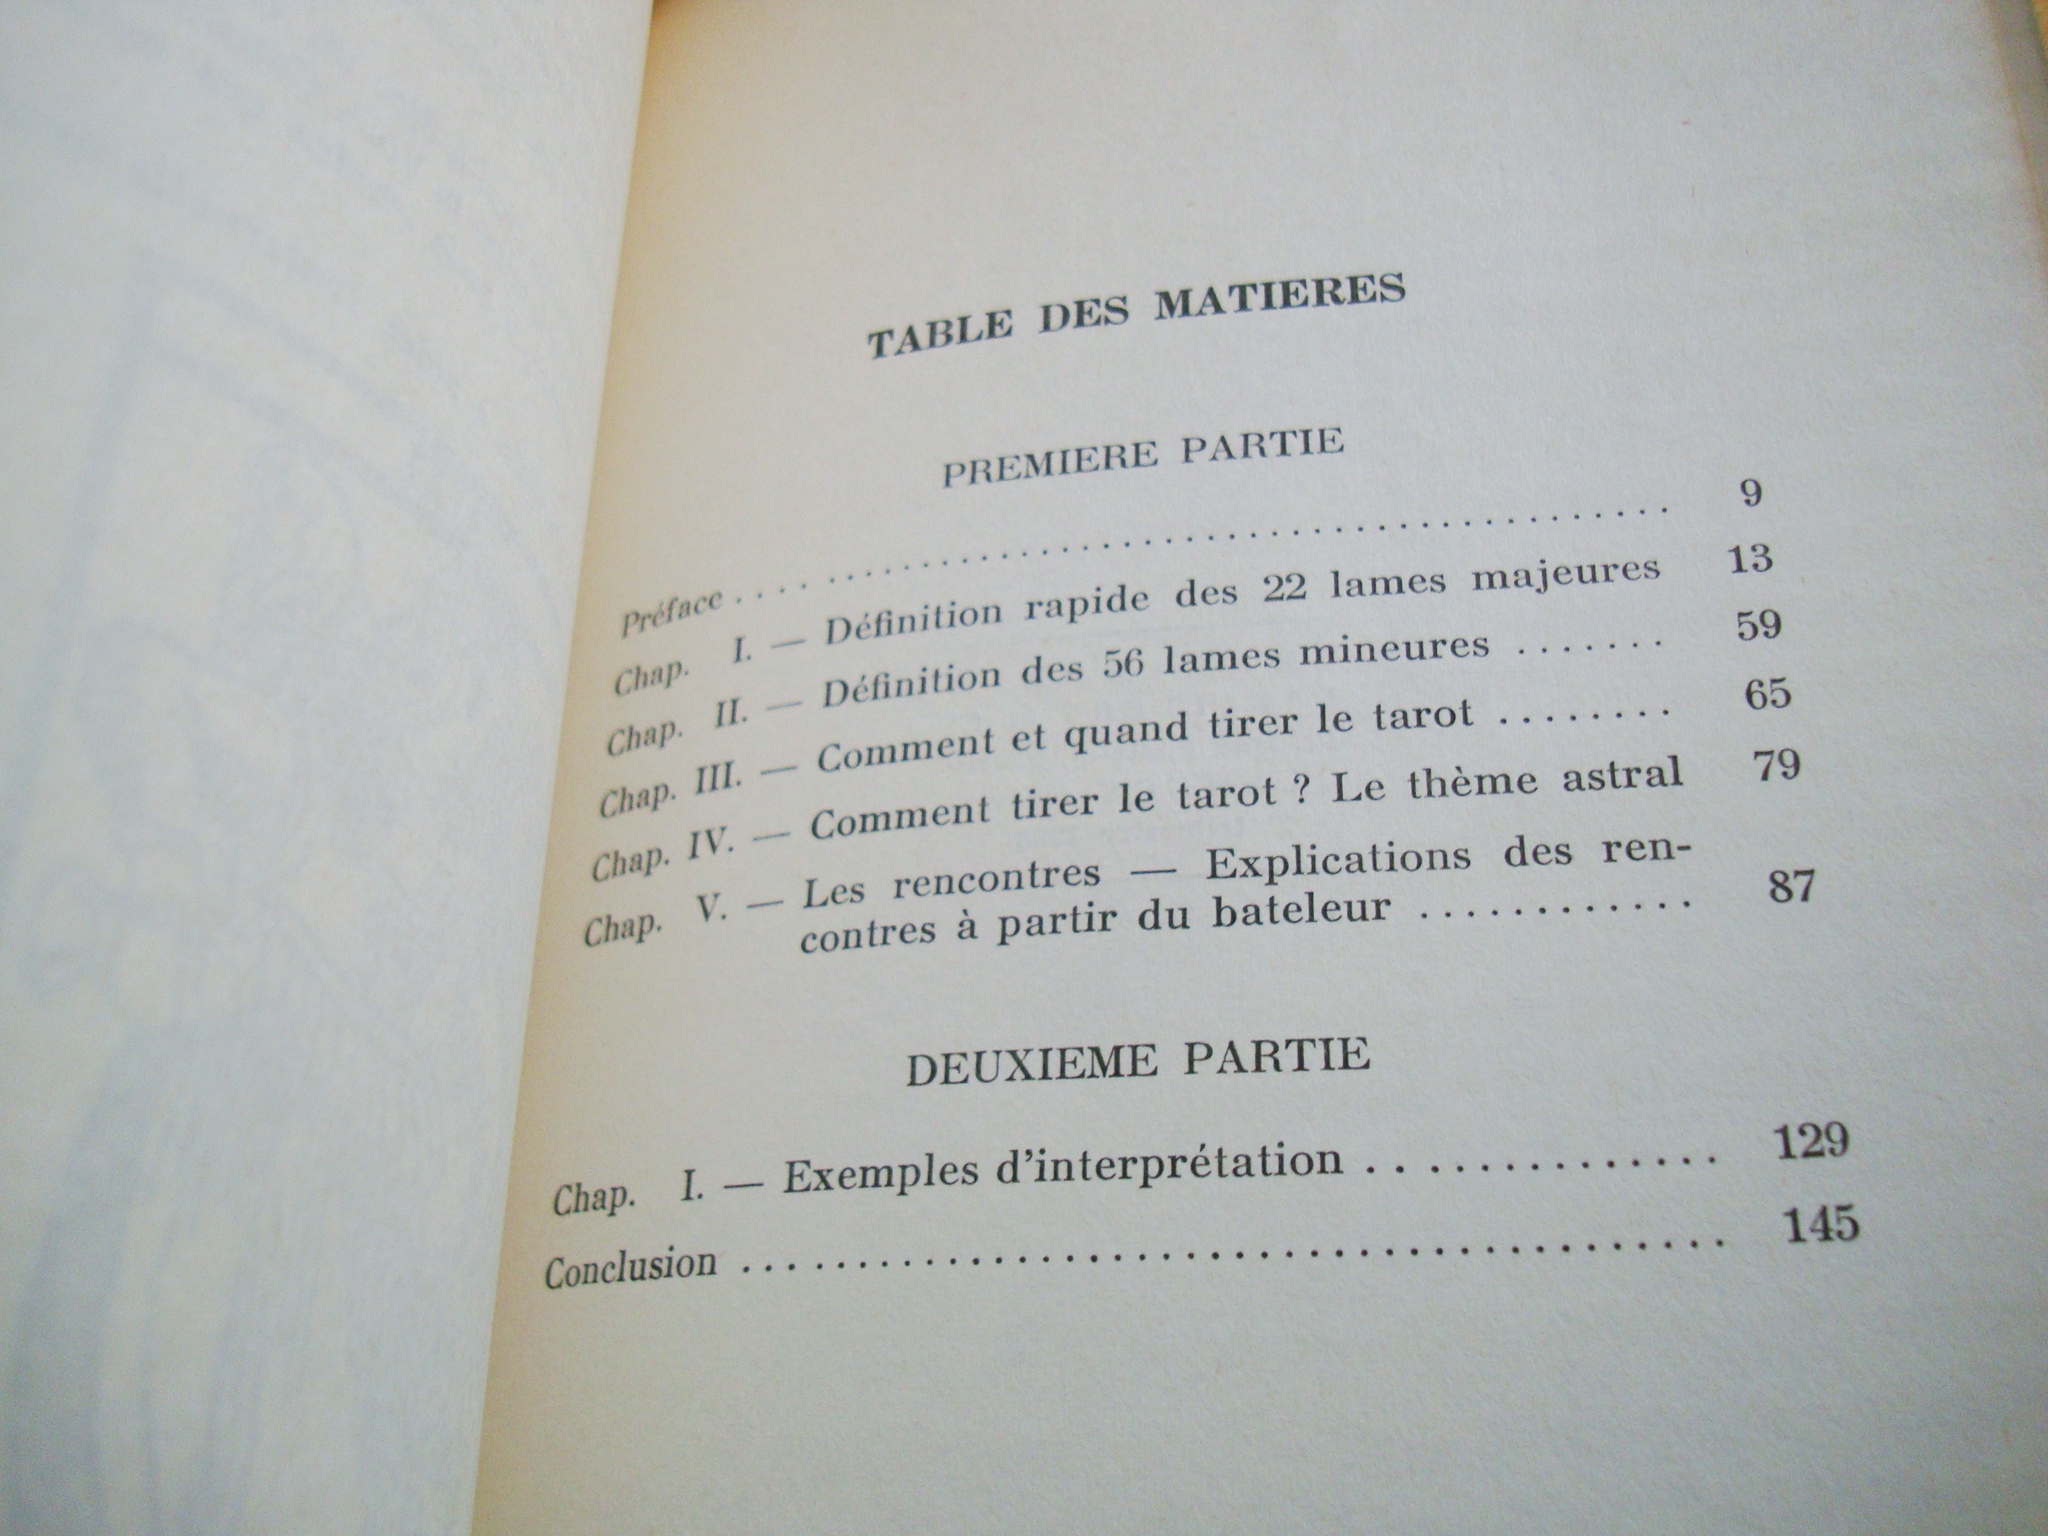 TABLE DES MATIERES
PREMIERE PARTIE
Préface . . . . . . . . . . . . . . . . . . . . . . . . . . . . . . . . . . . . . . . . 9
Chap. I. — Définition rapide des 22 lames majeures 13
Chap. II. — Définition des 56 lames mineures . . . . . . . 59
Chap. III. — Comment et quand tirer le tarot . . . . . . . . 65
Chap. IV. — Comment tirer le tarot ? Le thème astral 79
Chap. V. — Les rencontres — Explications des ren-
contres à partir du bateleur . . . . . . . . . . . . 87
DEUXIEME PARTIE
Chap. I. — Exemples d'interprétation . . . . . . . . . . . . . . 129
Conclusion . . . . . . . . . . . . . . . . . . . . . . . . . . . . . . . . . . . . . 145